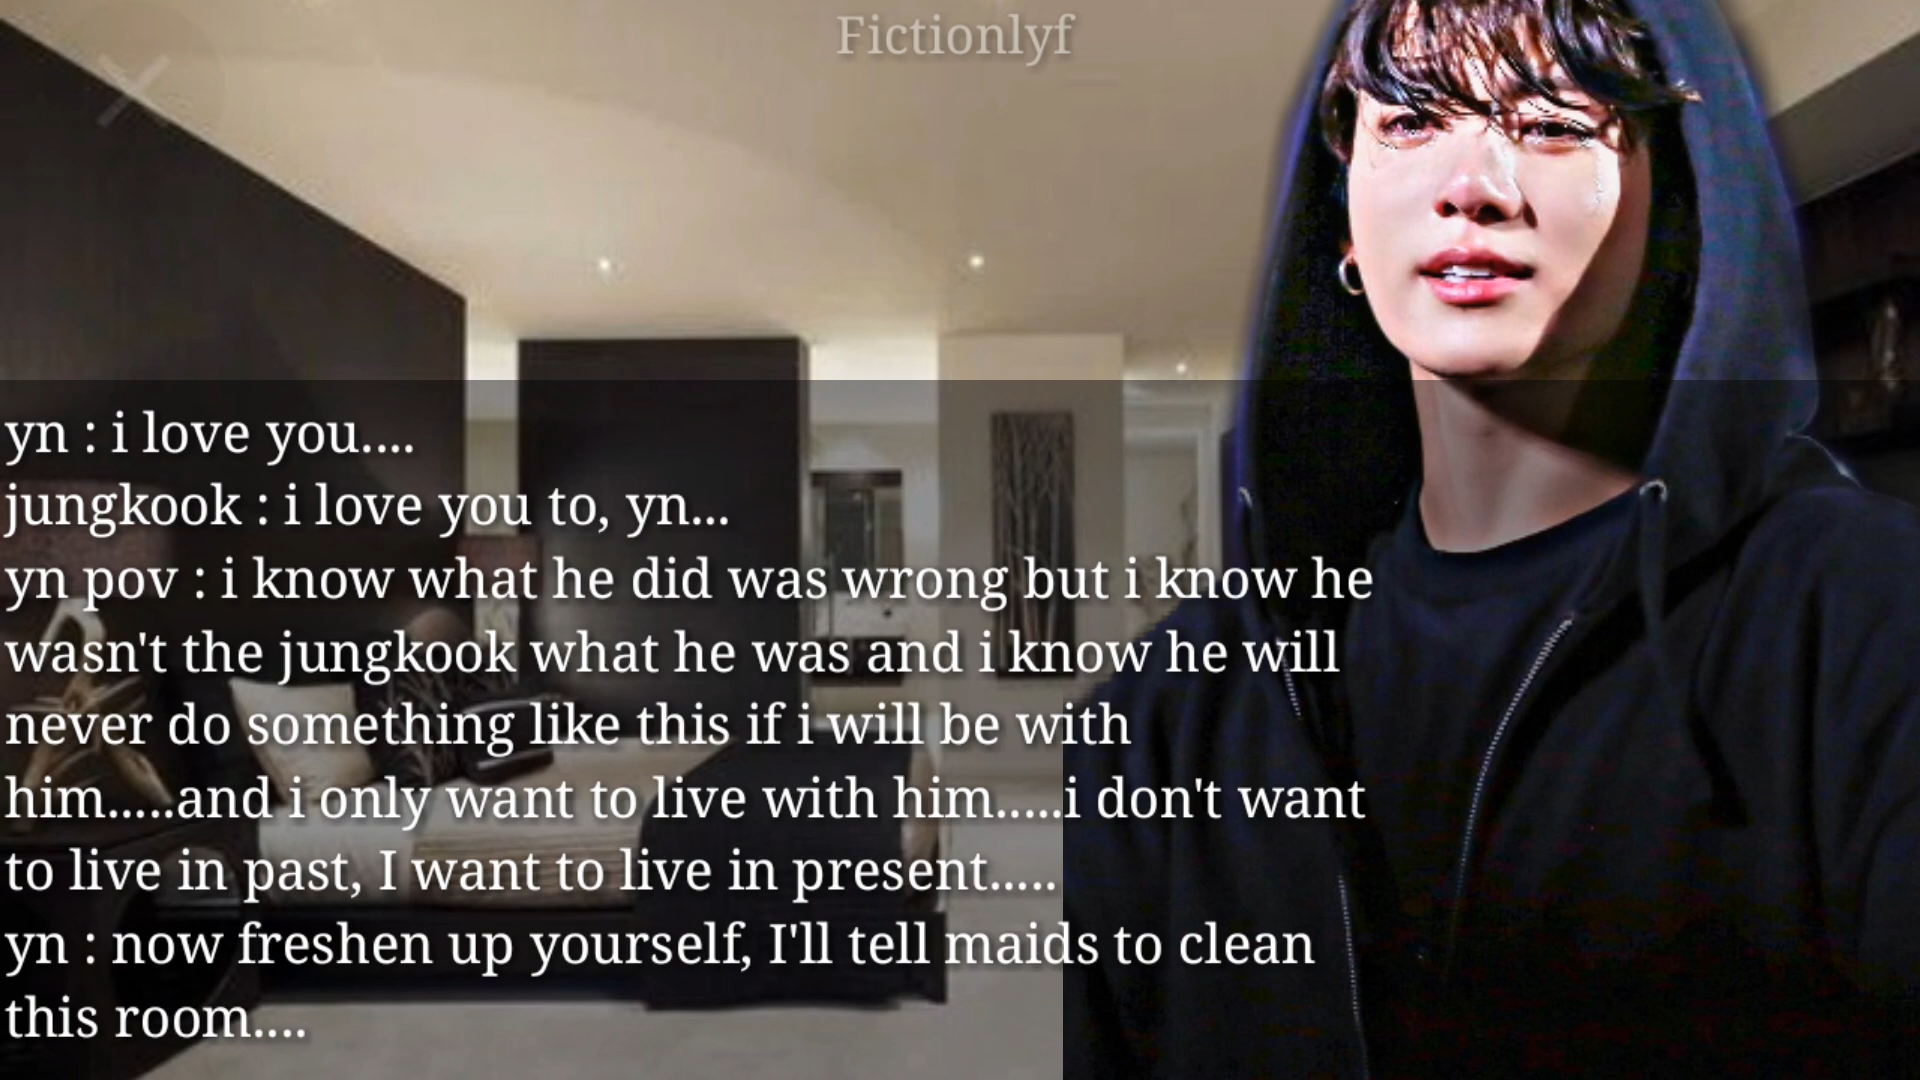 Fictionlyf
yn : i love you....
jungkook : i love you to, yn...
yn pov : i know what he did was wrong but i know he
wasn't the jungkook what he was and i know he will
never do something like this if i will be with
him.....and i only want to live with him.....i don't want
to live in past, I want to live in present.....
yn : now freshen up yourself, I'll tell maids to clean
this room....